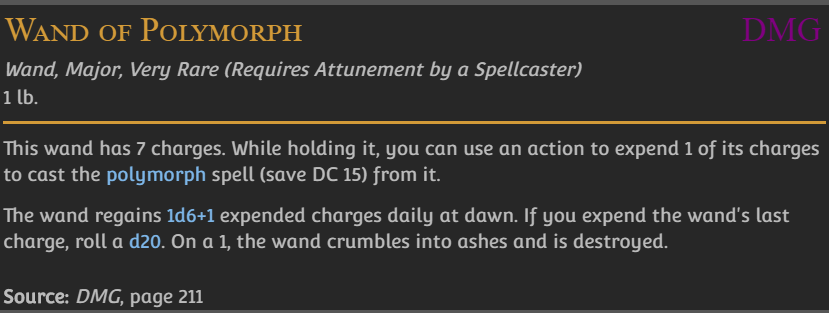 Wand of Polymorph DMG
Wand, Major, Very Rare (Requires Attunement by a Spellcaster)
1 lb.
This wand has 7 charges. While holding it, you can use an action to expend 1 of its charges
to cast the polymorph spell (save DC 15) from it.
The wand regains 1d6+1 expended charges daily at dawn. If you expend the wand's last
charge, roll a d20. On a 1, the wand crumbles into ashes and is destroyed.
Source: DMG, page 211